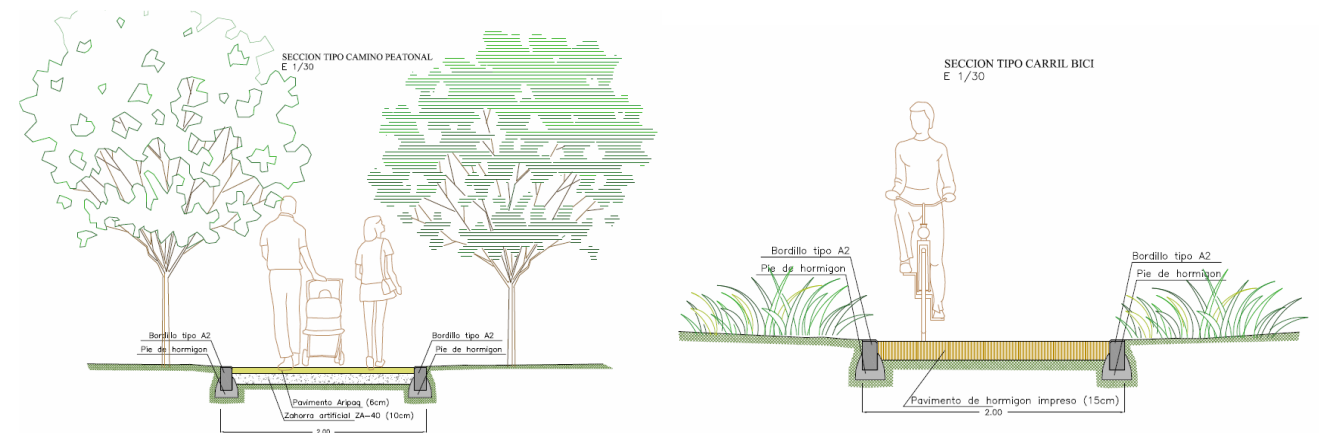 SECCION TIPO CAMINO PEATONAL
E 1/30
Bordillo tipo A2
Pie de hormigon
Bordillo tipo A2
Pie de hormigon
Pavimento Aripaq (6cm)
Zahorra artificial ZA-40 (10cm)
2.00
SECCION TIPO CARRIL BICI
E 1/30
Bordillo tipo A2
Pie de hormigon
Bordillo tipo A2
Pie de hormigon
Pavimento de hormigon impreso (15cm)
2.00